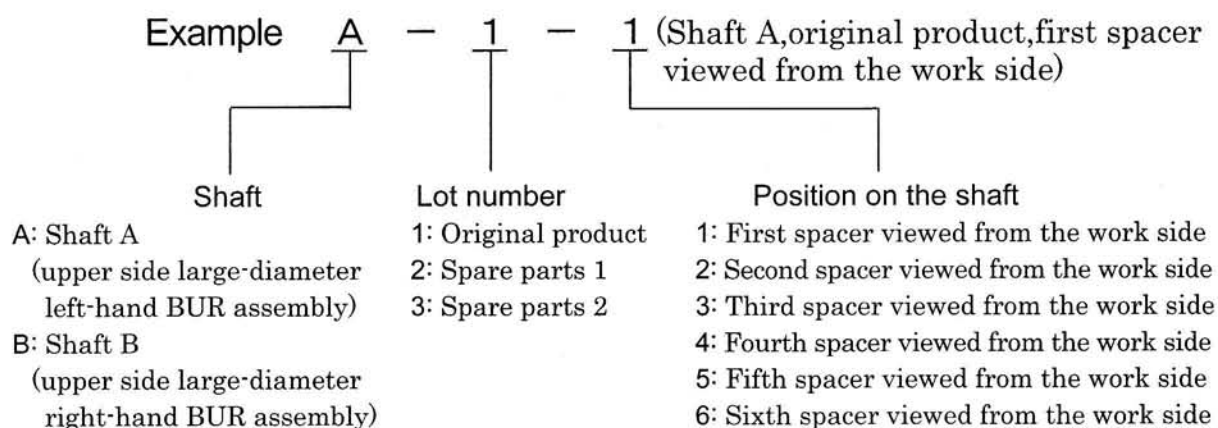 Example A - 1 - 1 (Shaft A,original product,first spacer
viewed from the work side)
Shaft
A: Shaft A
(upper side large-diameter
left-hand BUR assembly)
B: Shaft B
(upper side large-diameter
right-hand BUR assembly)
Lot number
1: Original product
2: Spare parts 1
3: Spare parts 2
Position on the shaft
1: First spacer viewed from the work side
2: Second spacer viewed from the work side
3: Third spacer viewed from the work side
4: Fourth spacer viewed from the work side
5: Fifth spacer viewed from the work side
6: Sixth spacer viewed from the work side